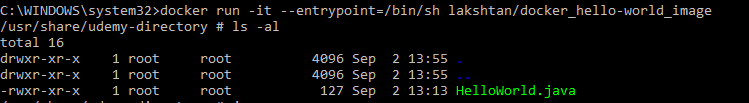 C:\WINDOWS\system32>docker run -it --entrypoint=/bin/sh lakshtan/docker_hello-world_image
/usr/share/udemy-directory # ls -al
total 16
drwxr-xr-x    1 root     root          4096 Sep  2 13:55 .
drwxr-xr-x    1 root     root          4096 Sep  2 13:55 ..
-rwxr-xr-x    1 root     root           127 Sep  2 13:13 HelloWorld.java